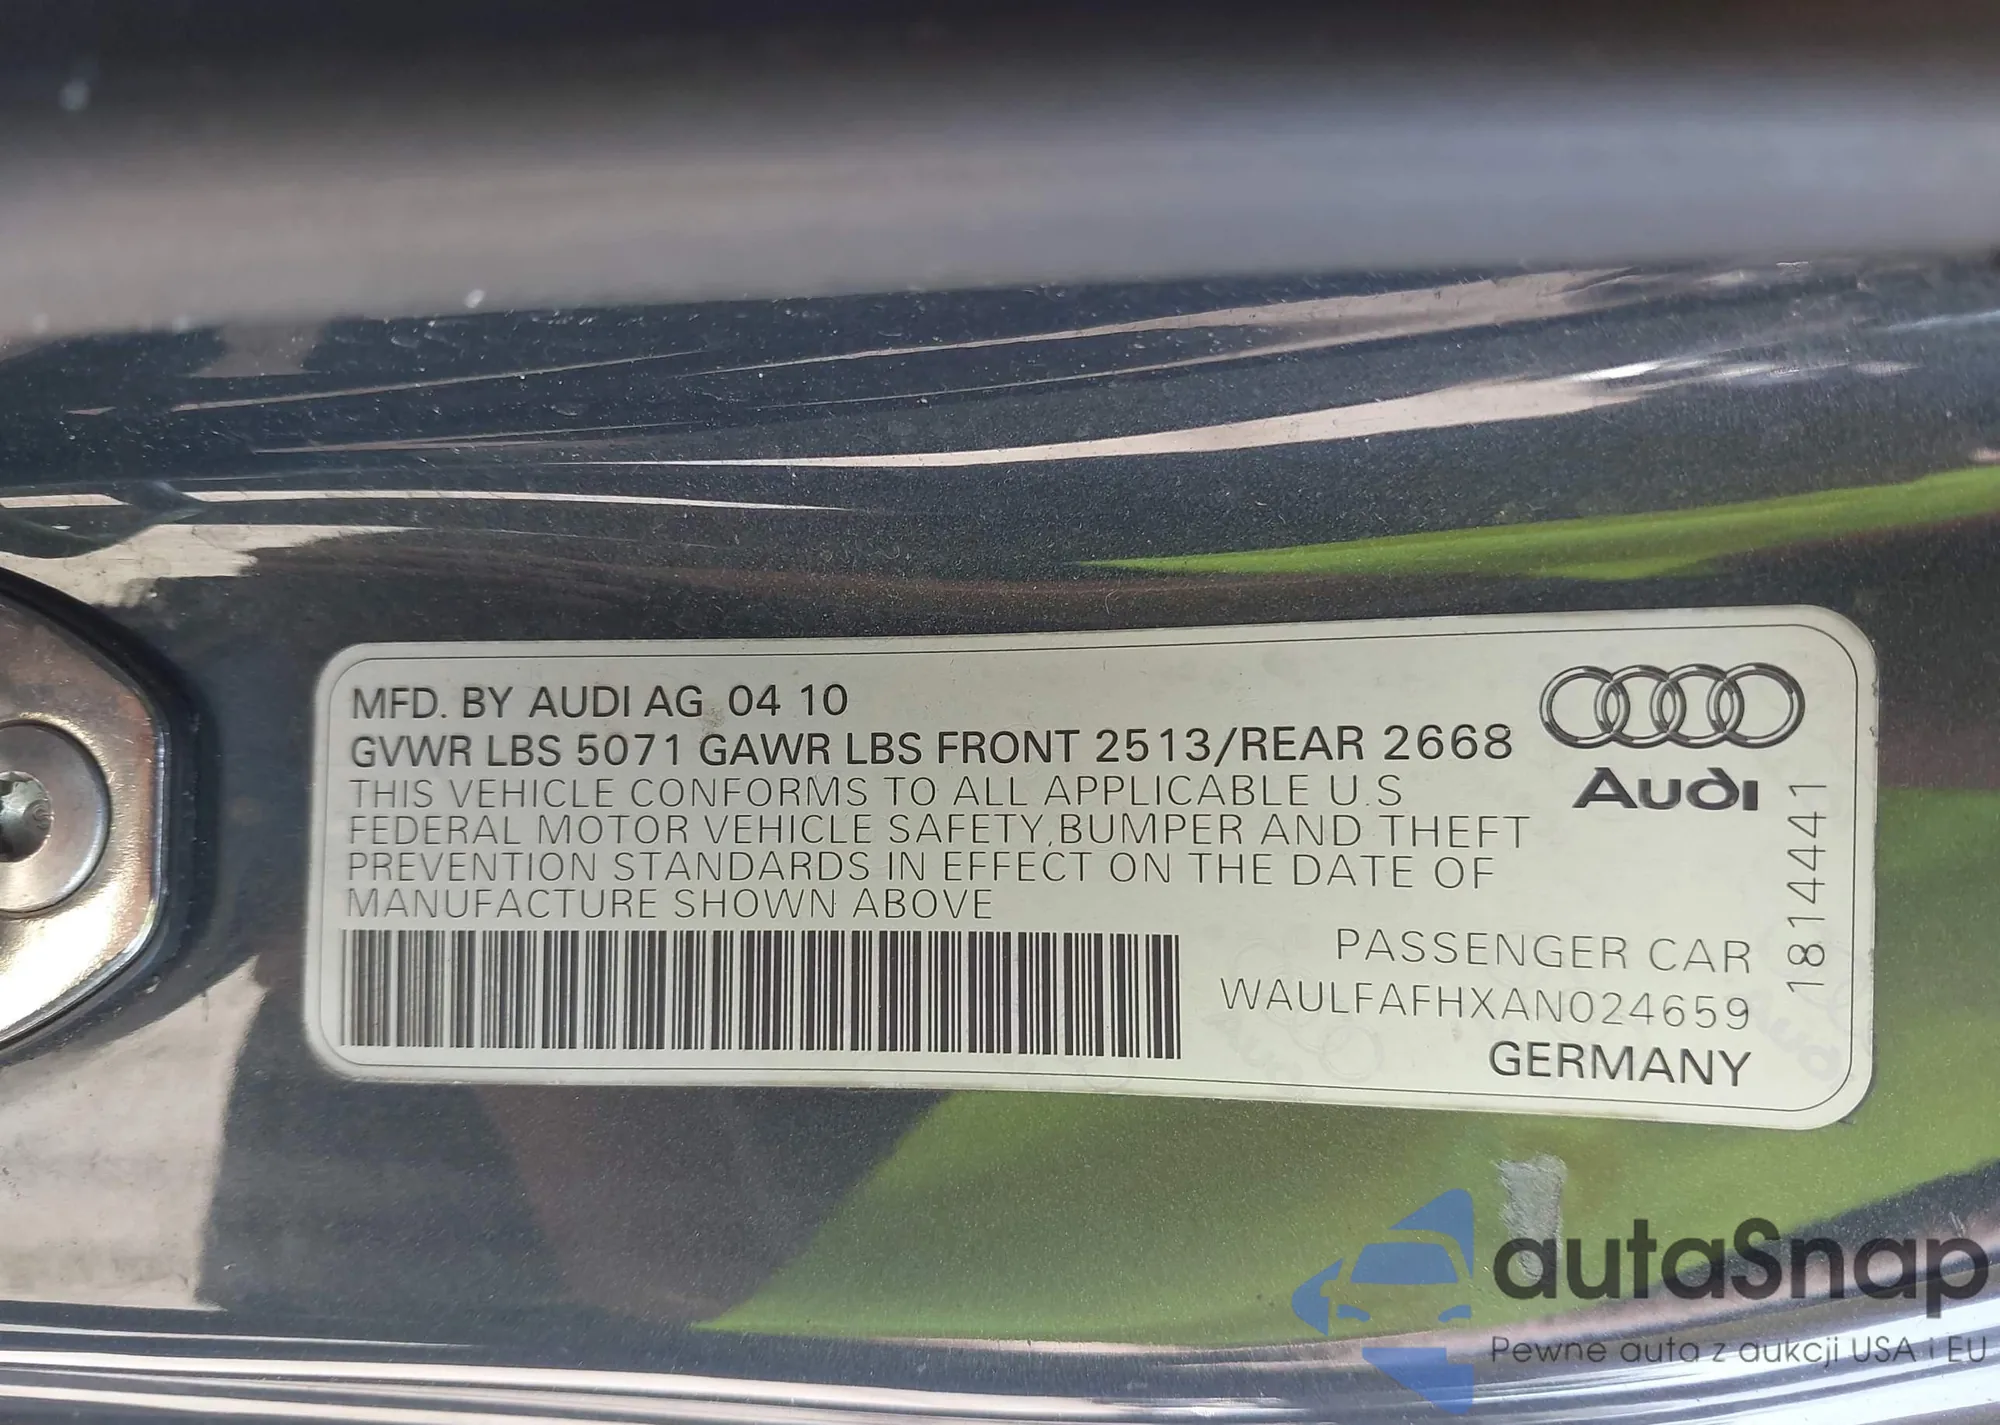 MFD. BY AUDI AG 04 10
GVWR LBS 5071 GAWR LBS FRONT 2513/REAR 2668
THIS VEHICLE CONFORMS TO ALL APPLICABLE U.S
FEDERAL MOTOR VEHICLE SAFETY,BUMPER AND THEFT
PREVENTION STANDARDS IN EFFECT ON THE DATE OF
MANUFACTURE SHOWN ABOVE
Audi
1814441
PASSENGER CAR
WAULFAFHXAN024659
GERMANY
autaSnap
Pewne auta z aukcji USA i EU